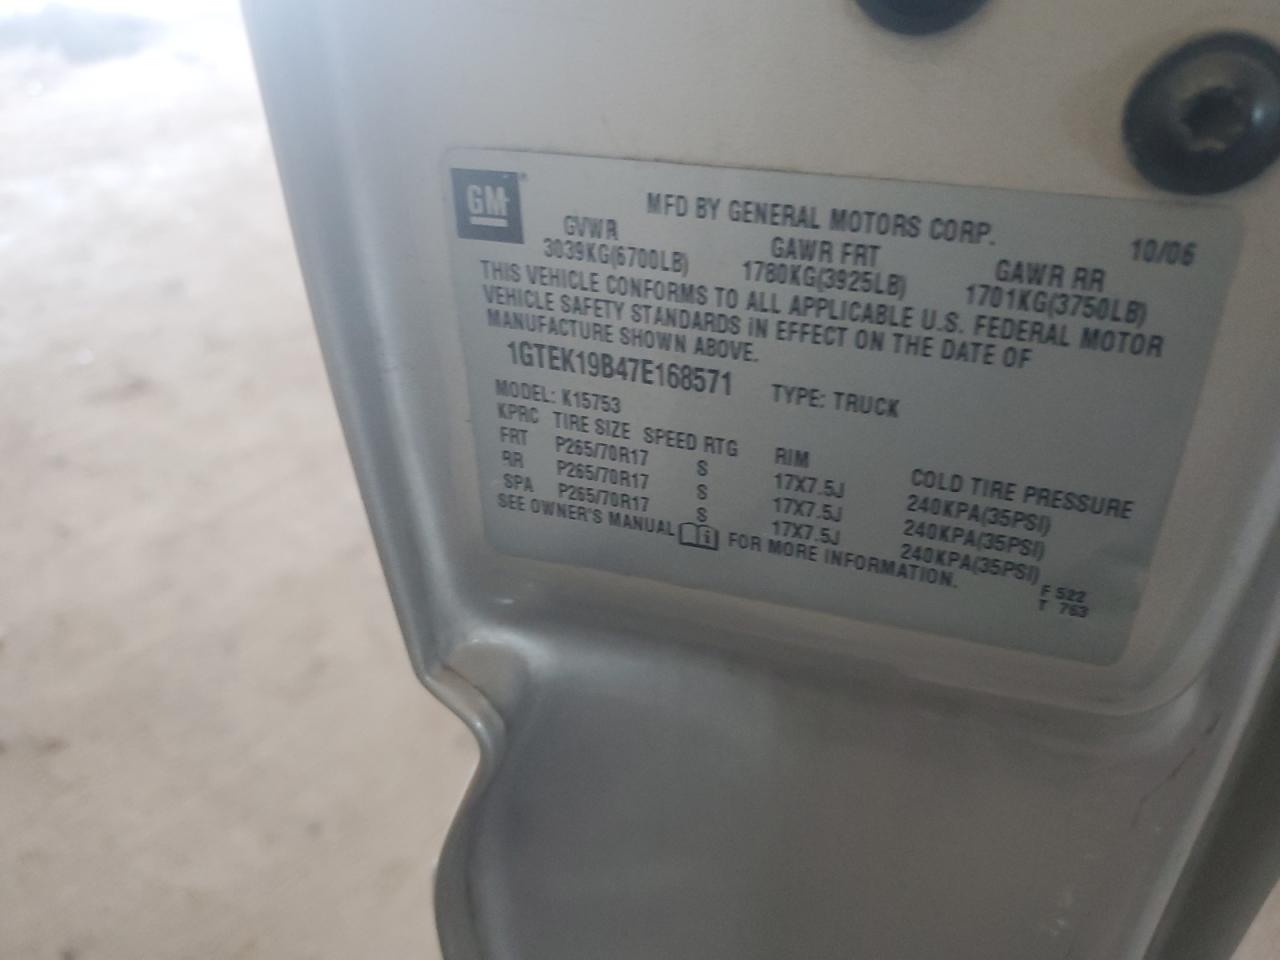 GM
MFD BY GENERAL MOTORS CORP. 10/06
GVWR GAWR FRT GAWR RR
3039KG(6700LB) 1780KG(3925LB) 1701KG(3750LB)
THIS VEHICLE CONFORMS TO ALL APPLICABLE U.S. FEDERAL MOTOR
VEHICLE SAFETY STANDARDS IN EFFECT ON THE DATE OF
MANUFACTURE SHOWN ABOVE.
1GTEK19B47E168571 TYPE: TRUCK
MODEL: K15753
KPRC TIRE SIZE SPEED RTG RIM COLD TIRE PRESSURE
FRT P265/70R17 S 17X7.5J 240KPA(35PSI)
RR P265/70R17 S 17X7.5J 240KPA(35PSI)
SPA P265/70R17 S 17X7.5J 240KPA(35PSI)
SEE OWNER'S MANUAL i FOR MORE INFORMATION.
F 522
T 763